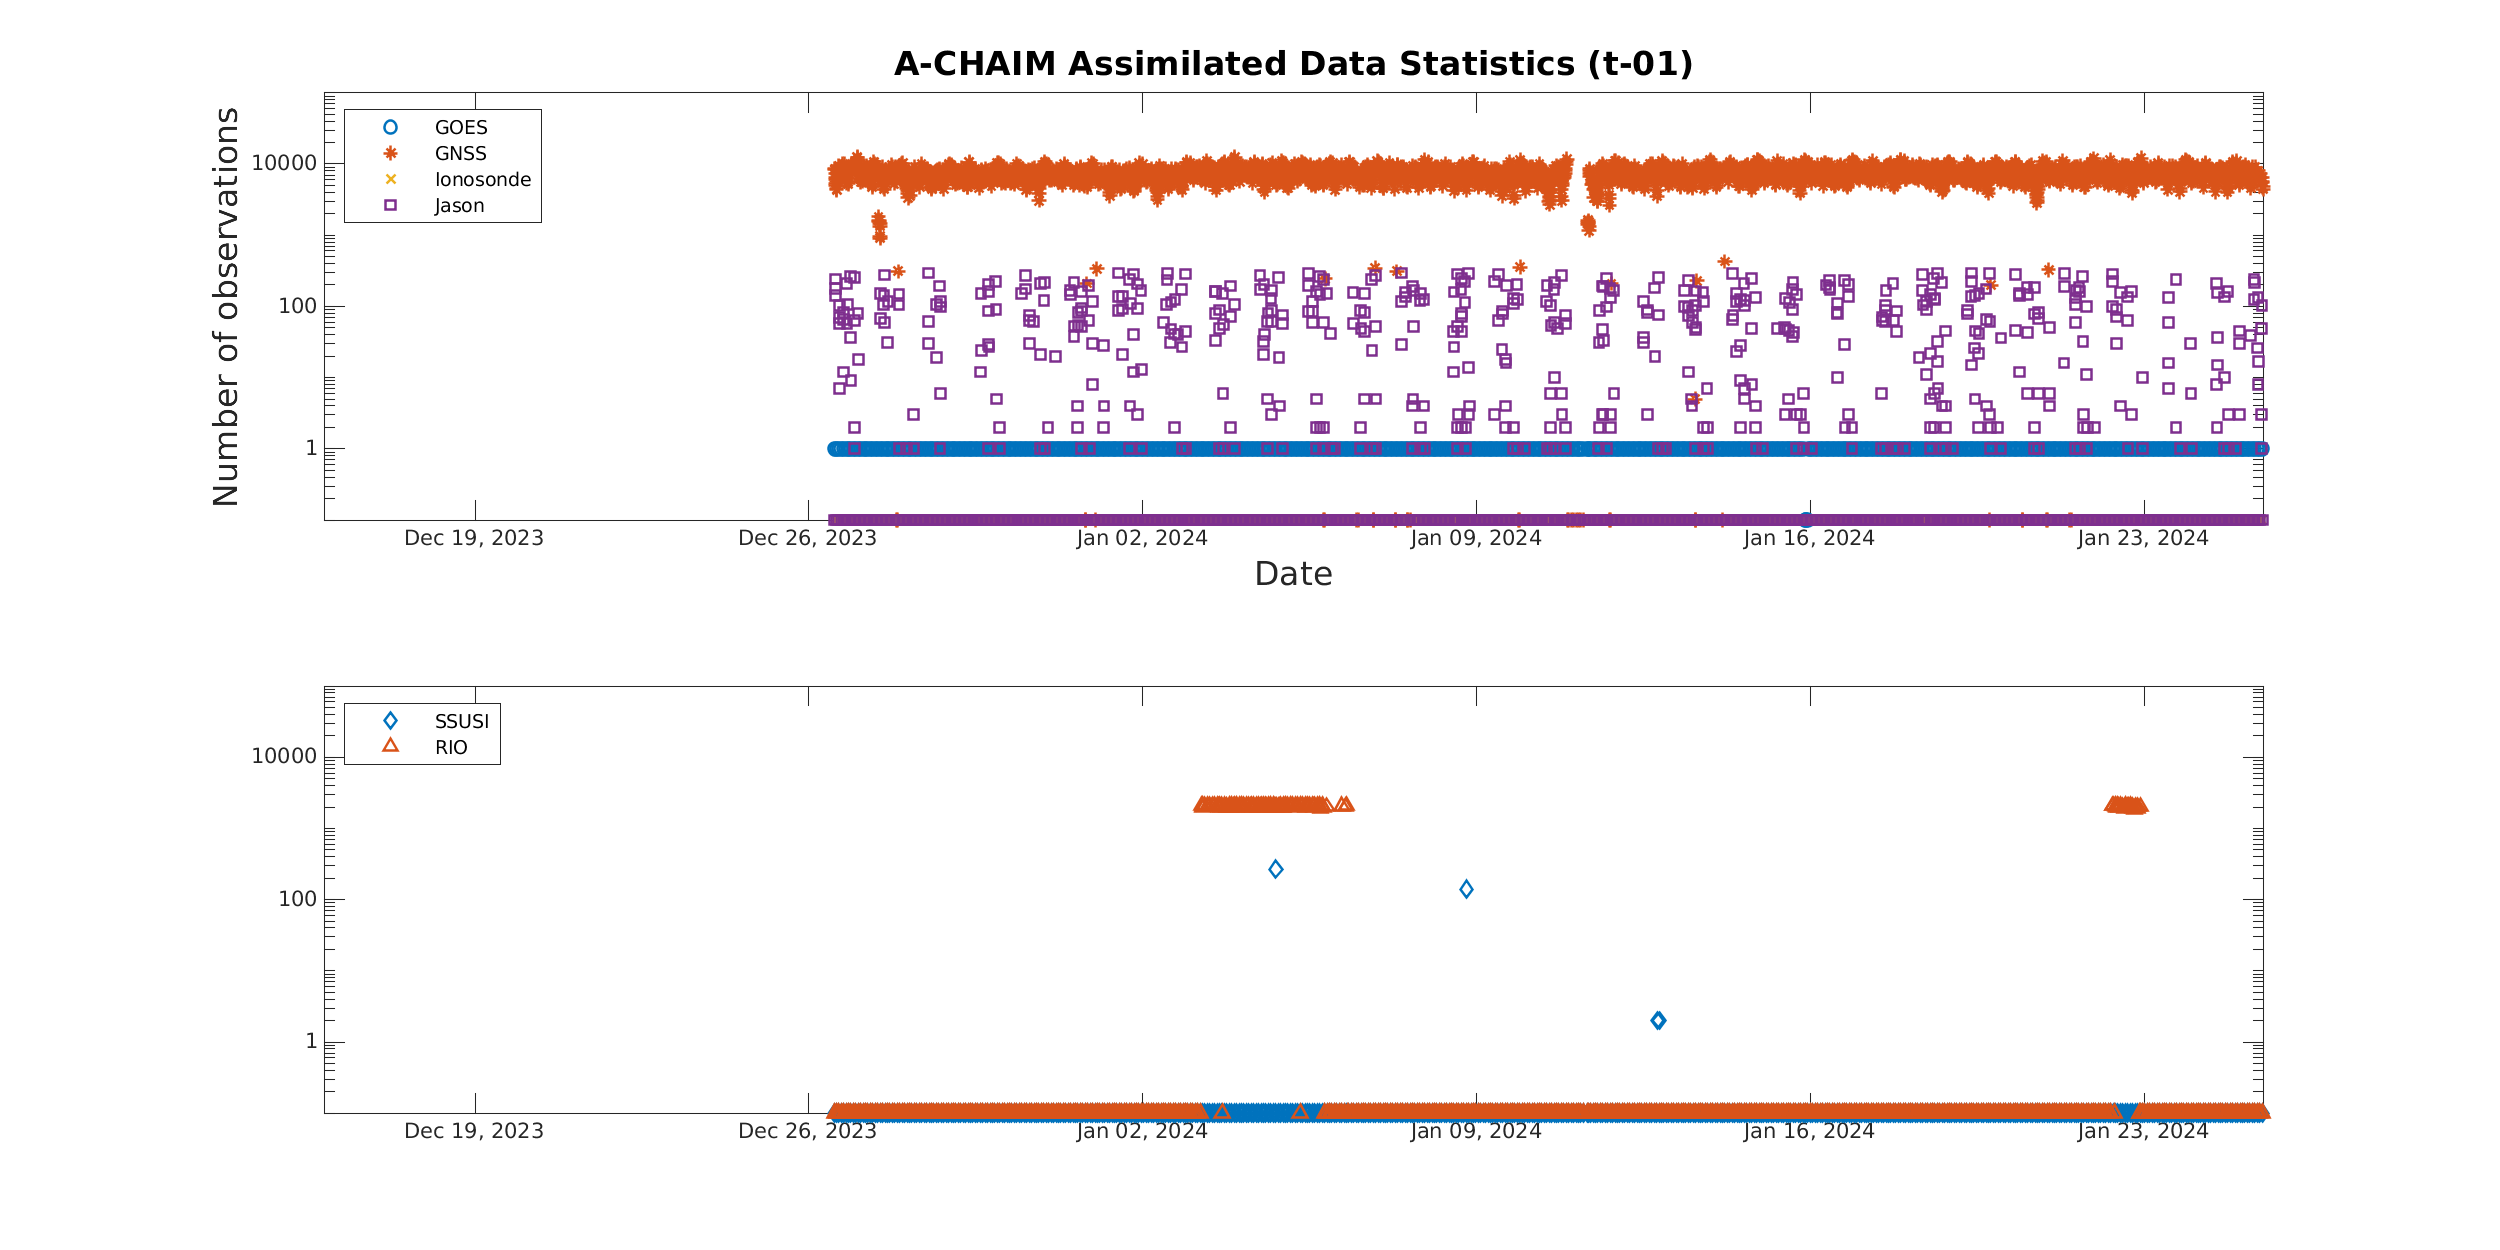 A-CHAIM Assimilated Data Statistics (t-01)
Number of observations
10000
100
1
GOES
GNSS
Ionosonde
Jason
Dec 19, 2023
Dec 26, 2023
Jan 02, 2024
Jan 09, 2024
Jan 16, 2024
Jan 23, 2024
Date
10000
100
1
SSUSI
RIO
Dec 19, 2023
Dec 26, 2023
Jan 02, 2024
Jan 09, 2024
Jan 16, 2024
Jan 23, 2024